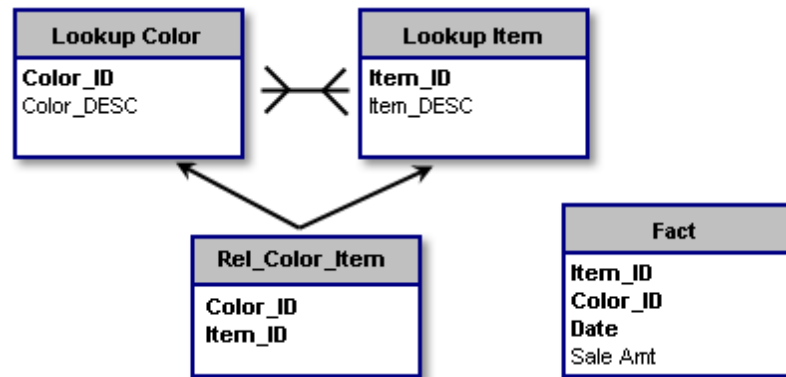 Lookup Color
Color_ID
Color_DESC
Lookup Item
Item_ID
Item_DESC
Rel_Color_Item
Color_ID
Item_ID
Fact
Item_ID
Color_ID
Date
Sale Amt